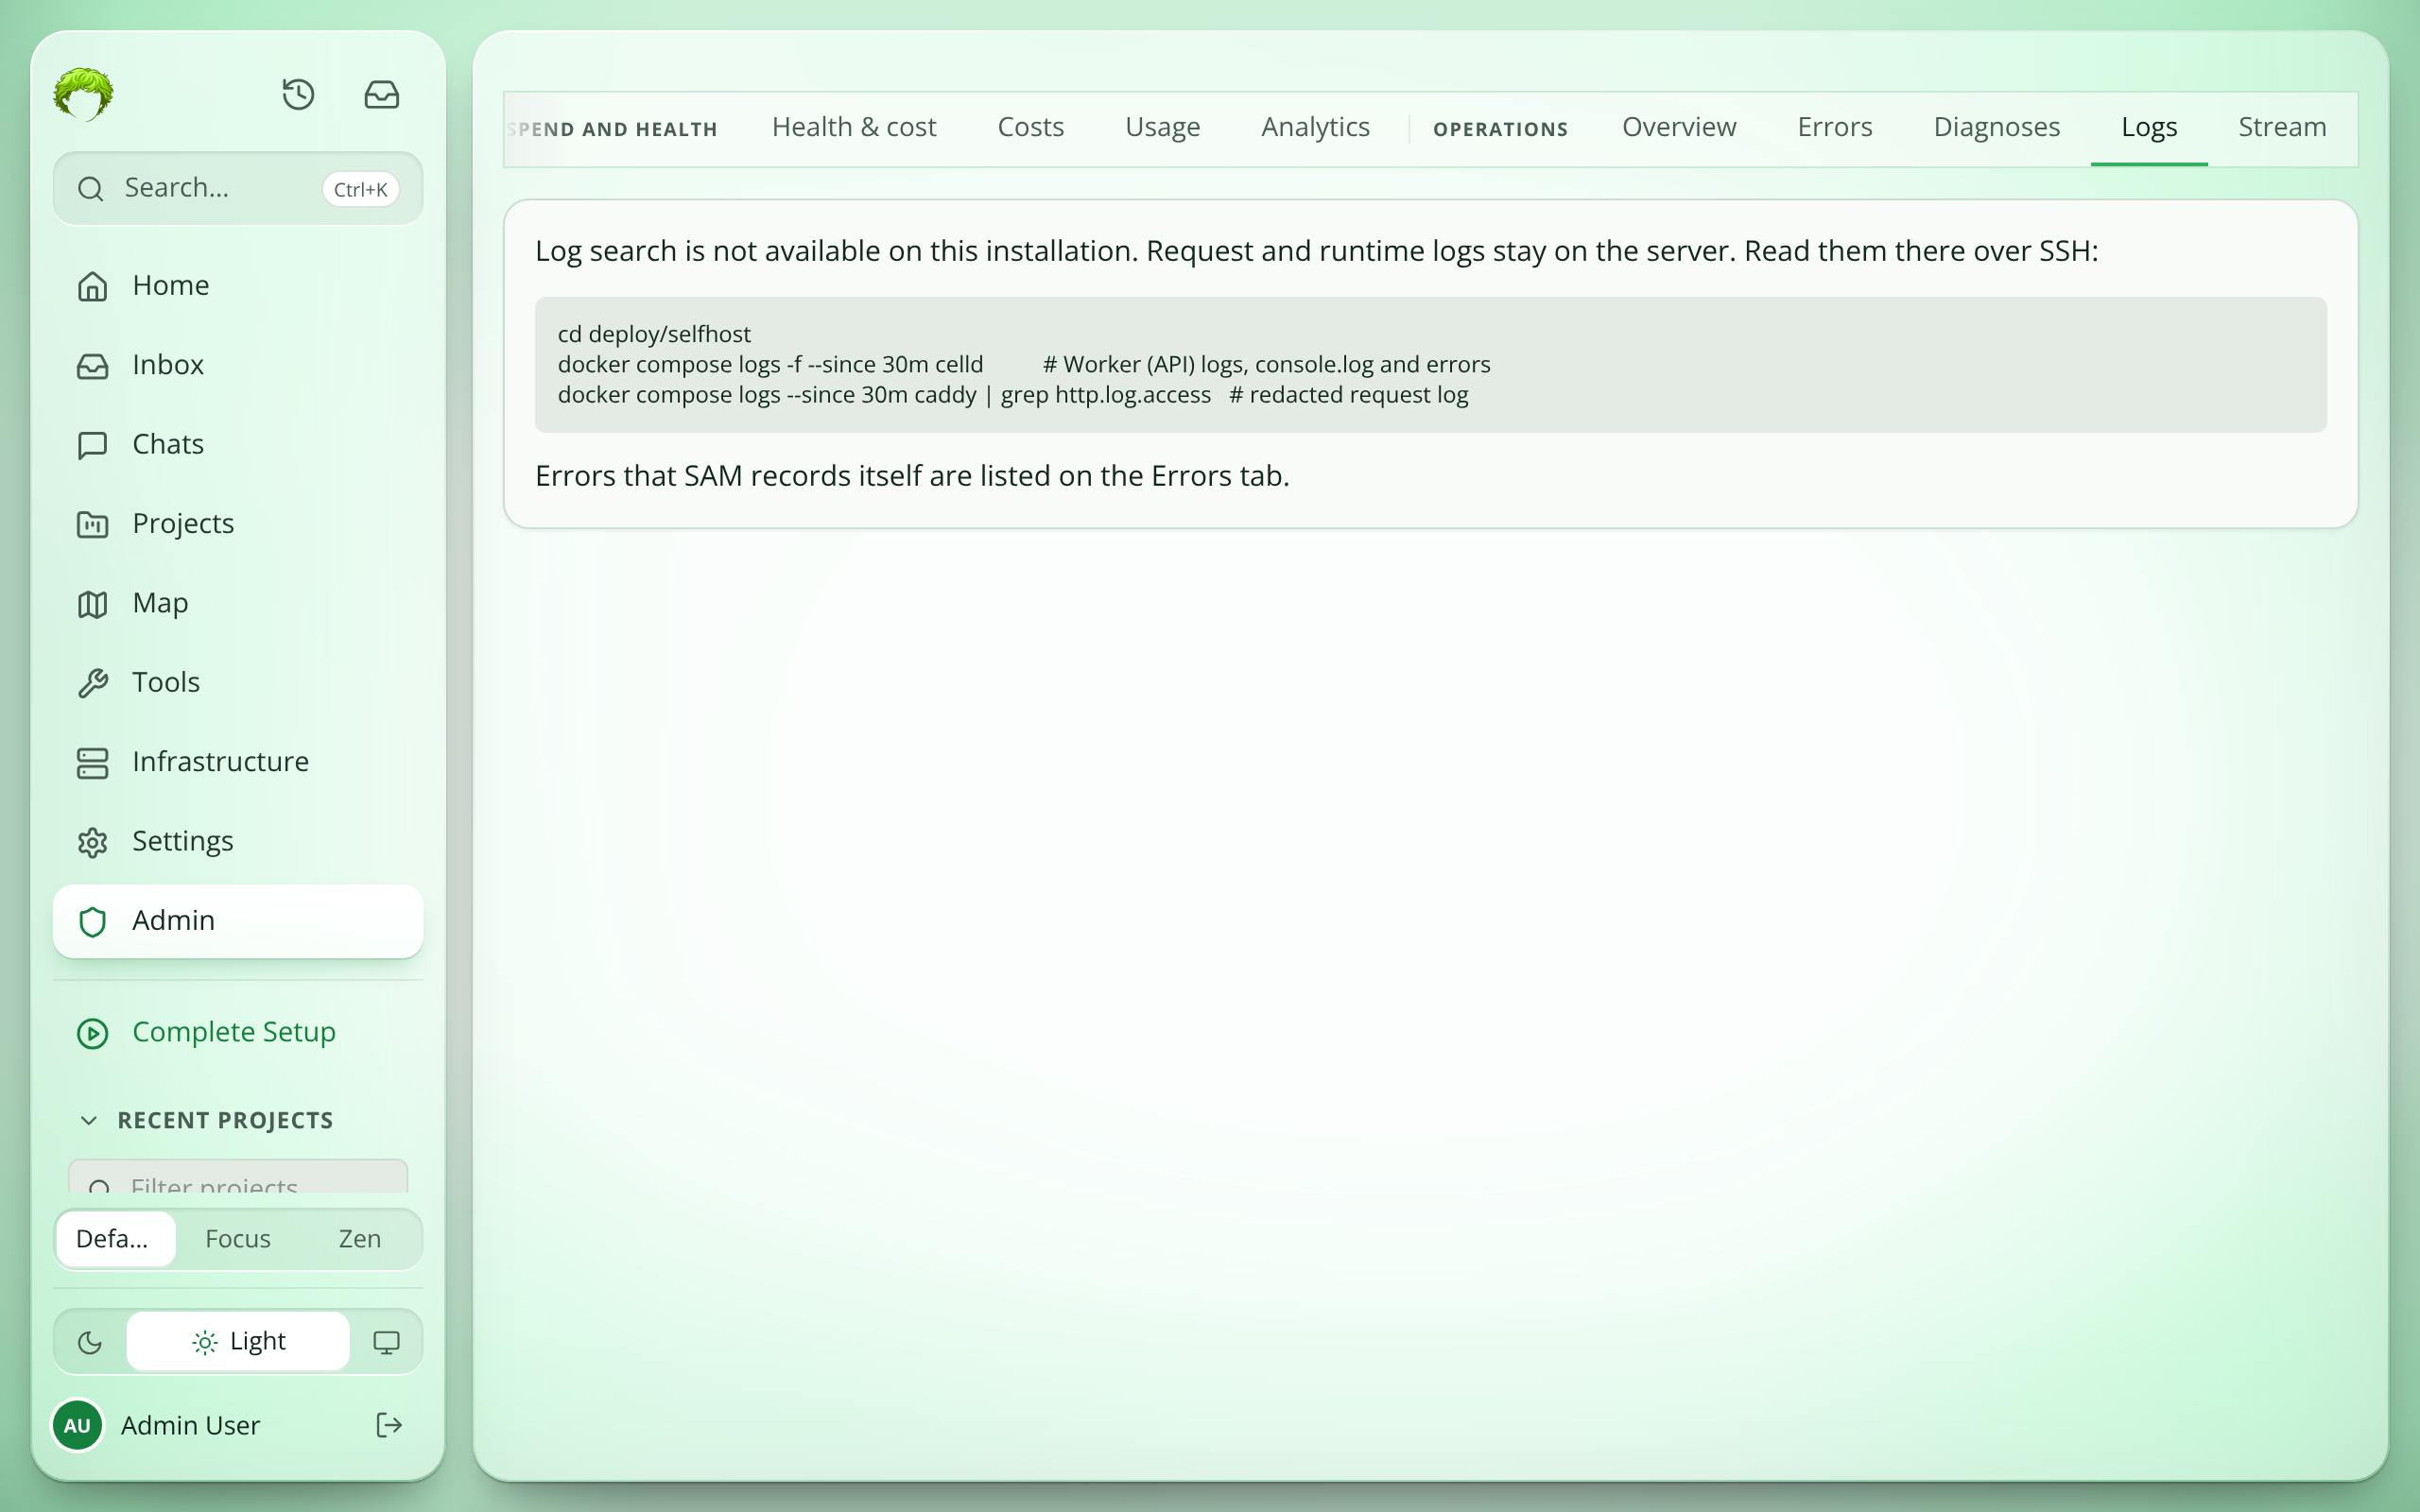 Search...
Ctrl+K
Home
Inbox
Chats
Projects
Map
Tools
Infrastructure
Settings
Admin
Complete Setup
RECENT PROJECTS
Filter projects
Defa...
Focus
Zen
Light
AU
Admin User
SPEND AND HEALTH
Health & cost
Costs
Usage
Analytics
OPERATIONS
Overview
Errors
Diagnoses
Logs
Stream
Log search is not available on this installation. Request and runtime logs stay on the server. Read them there over SSH:
cd deploy/selfhost
docker compose logs -f --since 30m celld          # Worker (API) logs, console.log and errors
docker compose logs --since 30m caddy | grep http.log.access   # redacted request log
Errors that SAM records itself are listed on the Errors tab.